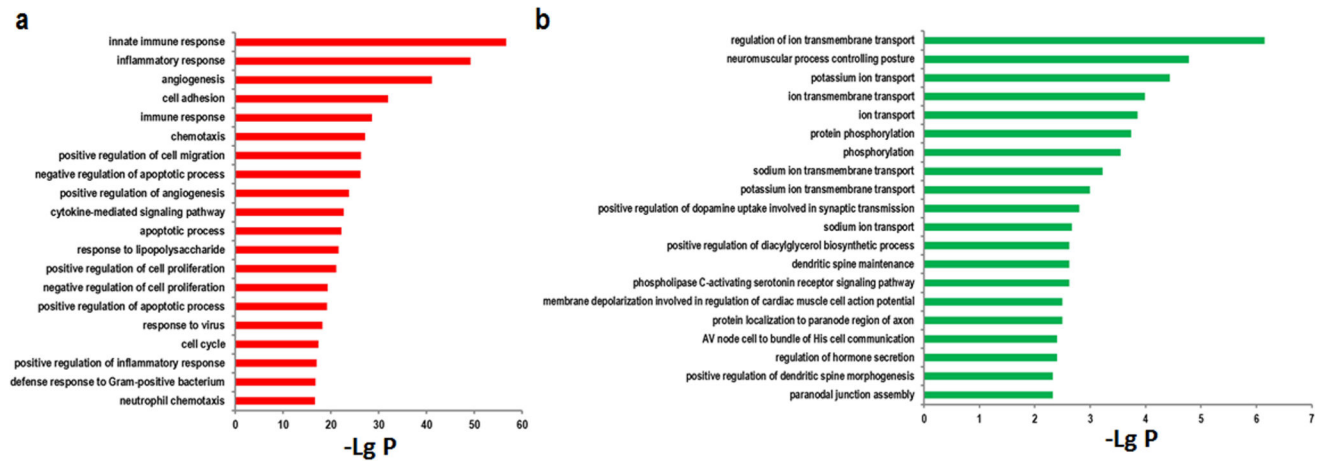 a
innate immune response
inflammatory response
angiogenesis
cell adhesion
immune response
chemotaxis
positive regulation of cell migration
negative regulation of apoptotic process
positive regulation of angiogenesis
cytokine-mediated signaling pathway
apoptotic process
response to lipopolysaccharide
positive regulation of cell proliferation
negative regulation of cell proliferation
positive regulation of apoptotic process
response to virus
cell cycle
positive regulation of inflammatory response
defense response to Gram-positive bacterium
neutrophil chemotaxis
0 10 20 30 40 50 60
-Lg P
b
regulation of ion transmembrane transport
neuromuscular process controlling posture
potassium ion transport
ion transmembrane transport
ion transport
protein phosphorylation
phosphorylation
sodium ion transmembrane transport
potassium ion transmembrane transport
positive regulation of dopamine uptake involved in synaptic transmission
sodium ion transport
positive regulation of diacylglycerol biosynthetic process
dendritic spine maintenance
phospholipase C-activating serotonin receptor signaling pathway
membrane depolarization involved in regulation of cardiac muscle cell action potential
protein localization to paranode region of axon
AV node cell to bundle of His cell communication
regulation of hormone secretion
positive regulation of dendritic spine morphogenesis
paranodal junction assembly
0 1 2 3 4 5 6 7
-Lg P